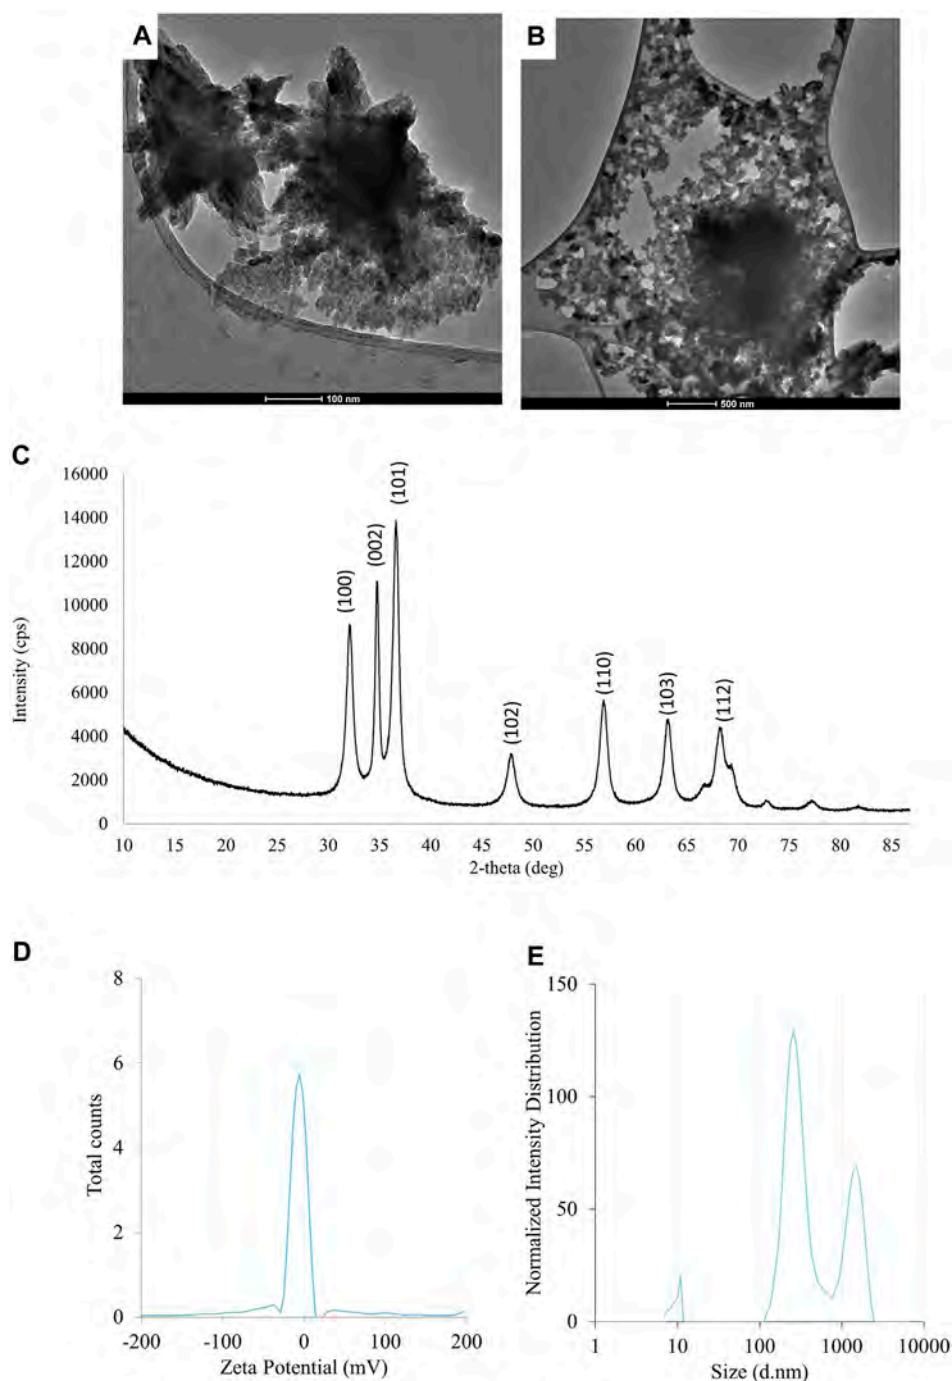 A
B
100 nm
500 nm
C
16000
14000
12000
10000
8000
6000
4000
2000
0
Intensity (cps)
(100)
(002)
(101)
(102)
(110)
(103)
(112)
10 15 20 25 30 35 40 45 50 55 60 65 70 75 80 85
2-theta (deg)
D
8
6
4
2
0
Total counts
-200 -100 0 100 200
Zeta Potential (mV)
E
150
100
50
0
Normalized Intensity Distribution
1 10 100 1000 10000
Size (d.nm)